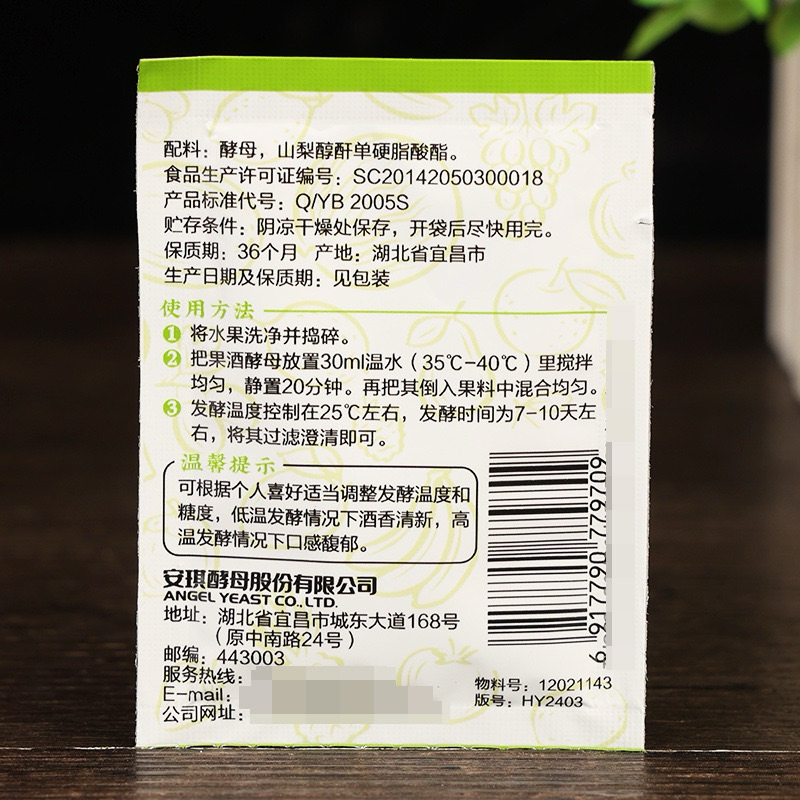 配料：酵母，山梨醇酐单硬脂酸酯。
食品生产许可证编号：SC20142050300018
产品标准代号：Q/YB 2005S
贮存条件：阴凉干燥处保存，开袋后尽快用完。
保质期：36个月 产地：湖北省宜昌市
生产日期及保质期：见包装
使用方法
1 将水果洗净并捣碎。
2 把果酒酵母放置30ml温水（35℃-40℃）里搅拌
均匀，静置20分钟。再把其倒入果料中混合均匀。
3 发酵温度控制在25℃左右，发酵时间为7-10天左
右，将其过滤澄清即可。
温馨提示
可根据个人喜好适当调整发酵温度和
糖度，低温发酵情况下酒香清新，高
温发酵情况下口感馥郁。
安琪酵母股份有限公司
ANGEL YEAST CO.,LTD.
地址：湖北省宜昌市城东大道168号
（原中南路24号）
邮编：443003
服务热线：
E-mail：
公司网址：
6 917790 779709
物料号：12021143
版号：HY2403